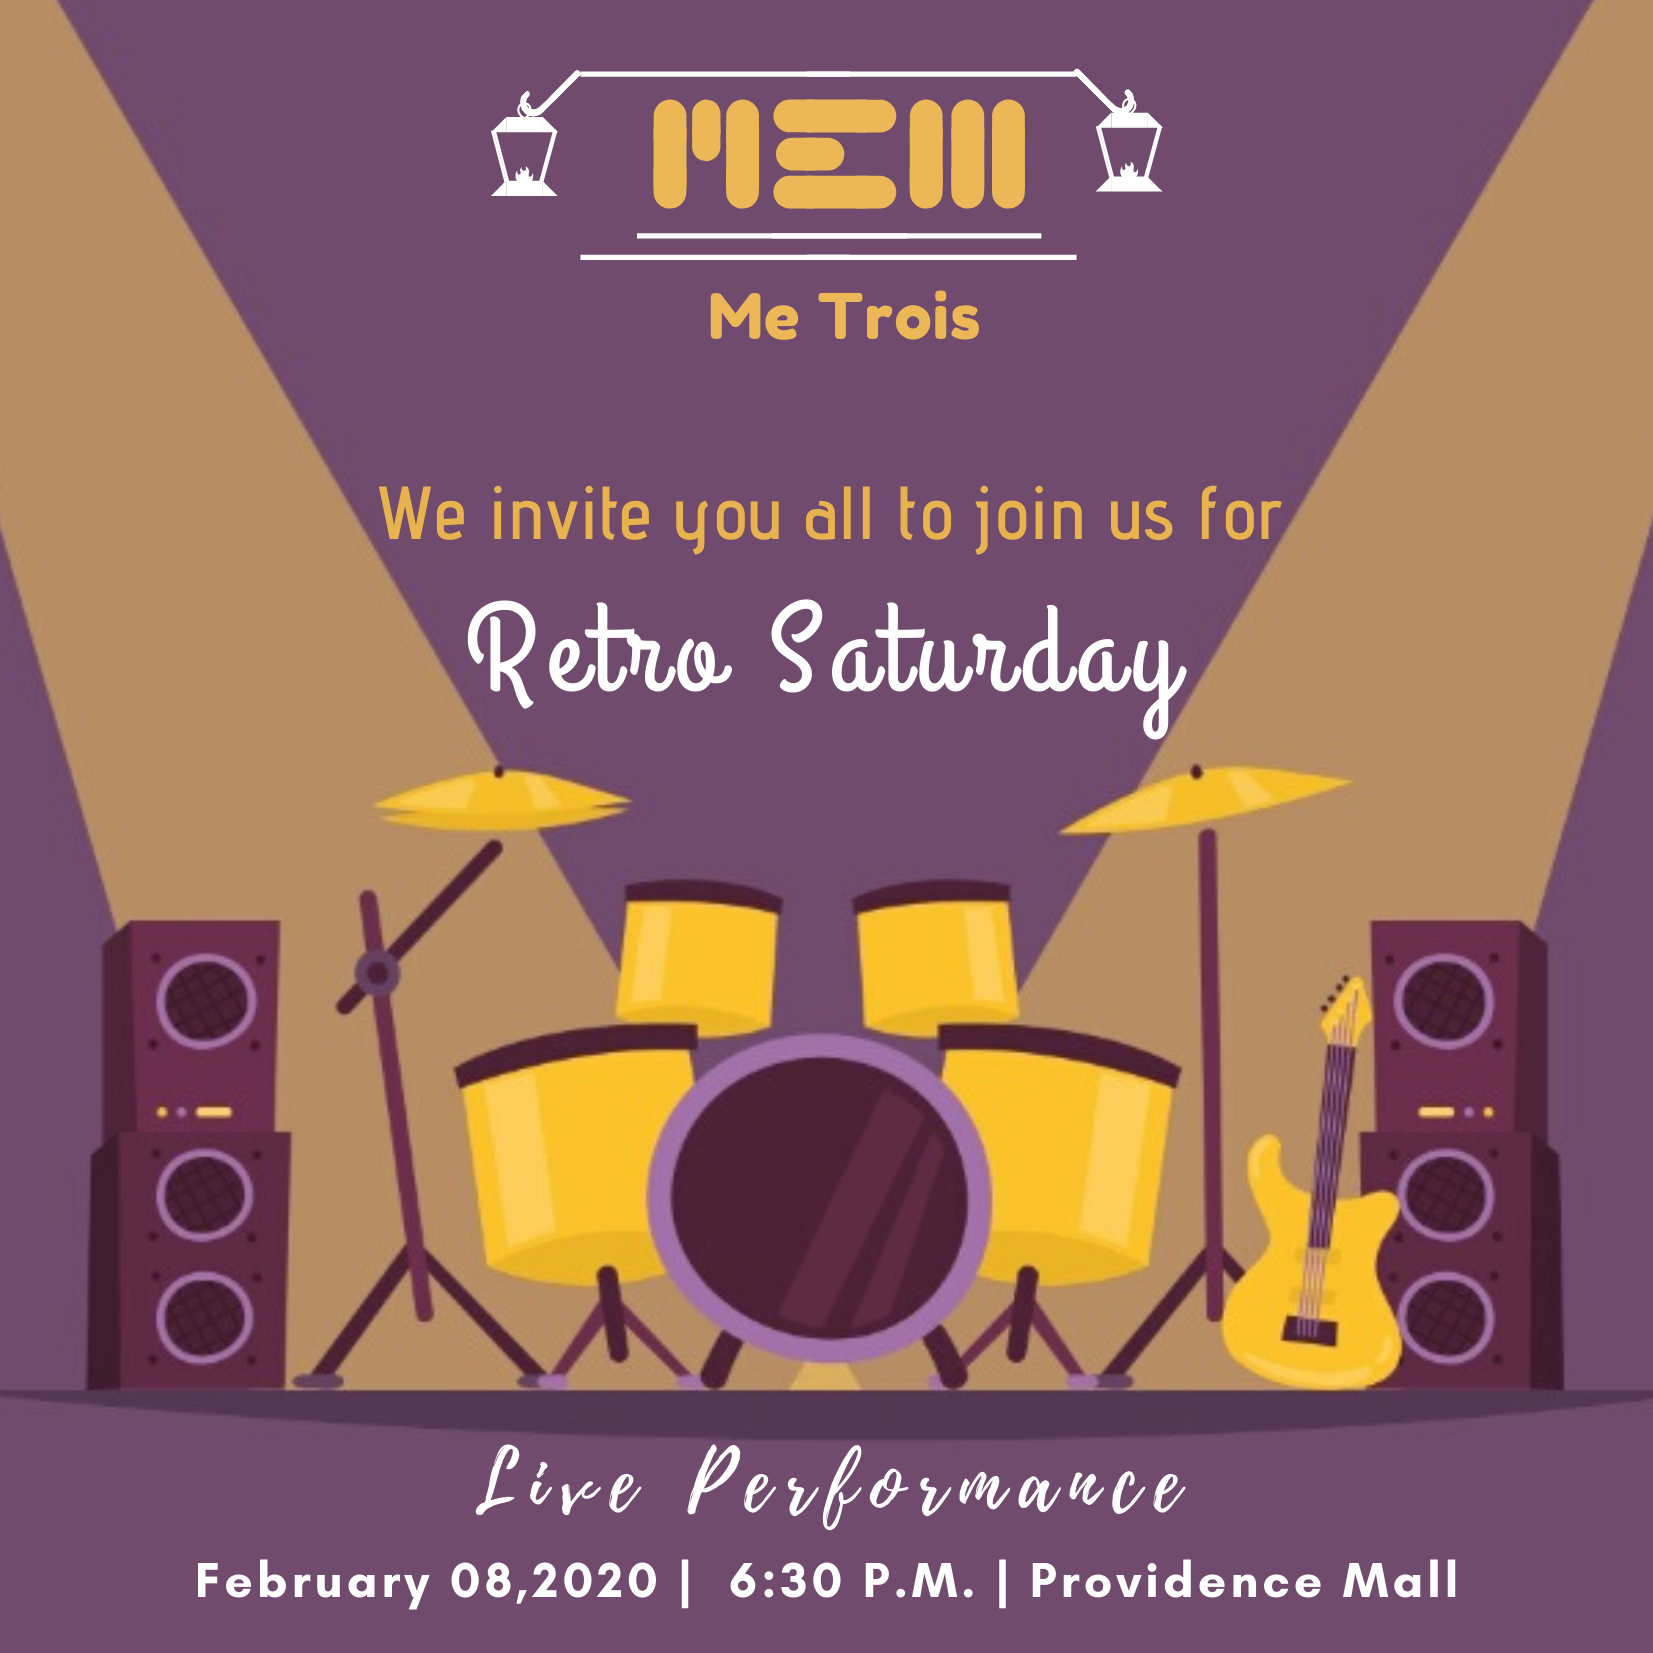 MEM
Me Trois
We invite you all to join us for
Retro Saturday
Live Performance
February 08,2020 | 6:30 P.M. | Providence Mall